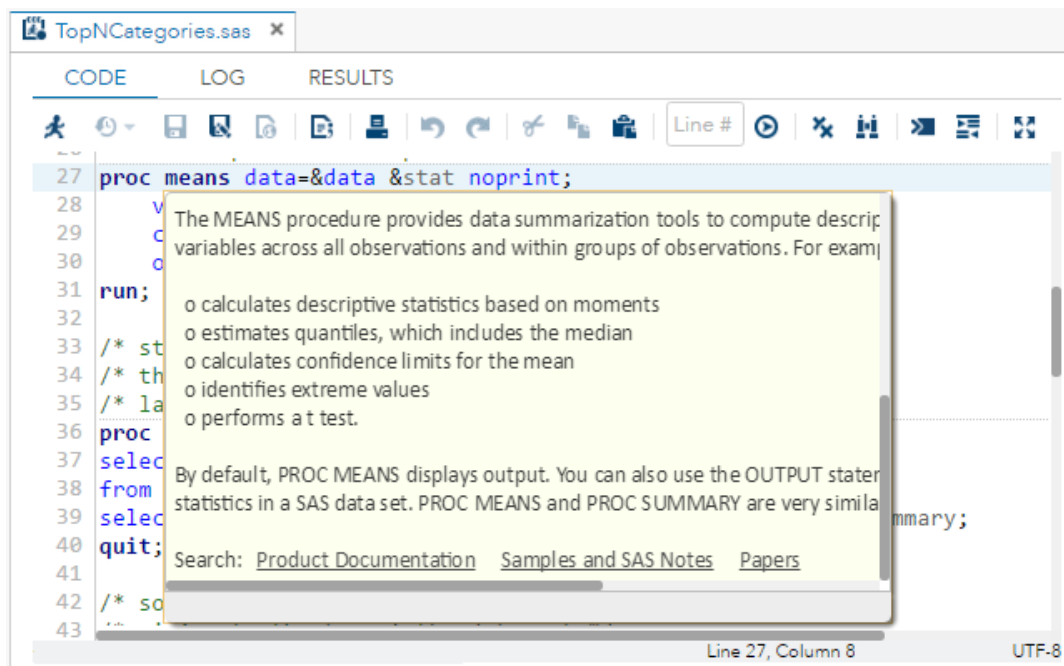 TopNCategories.sas
CODE LOG RESULTS
Line #
27 proc means data=&data &stat noprint;
28 v
29 c
30 o
31 run;
32
33 /* st
34 /* th
35 /* la
36 proc
37 selec
38 from
39 selec mmary;
40 quit;
41
42 /* so
43
The MEANS procedure provides data summarization tools to compute descrip
variables across all observations and within groups of observations. For examp
o calculates descriptive statistics based on moments
o estimates quantiles, which includes the median
o calculates confidence limits for the mean
o identifies extreme values
o performs a t test.
By default, PROC MEANS displays output. You can also use the OUTPUT stater
statistics in a SAS data set. PROC MEANS and PROC SUMMARY are very simila
Search: Product Documentation Samples and SAS Notes Papers
Line 27, Column 8 UTF-8